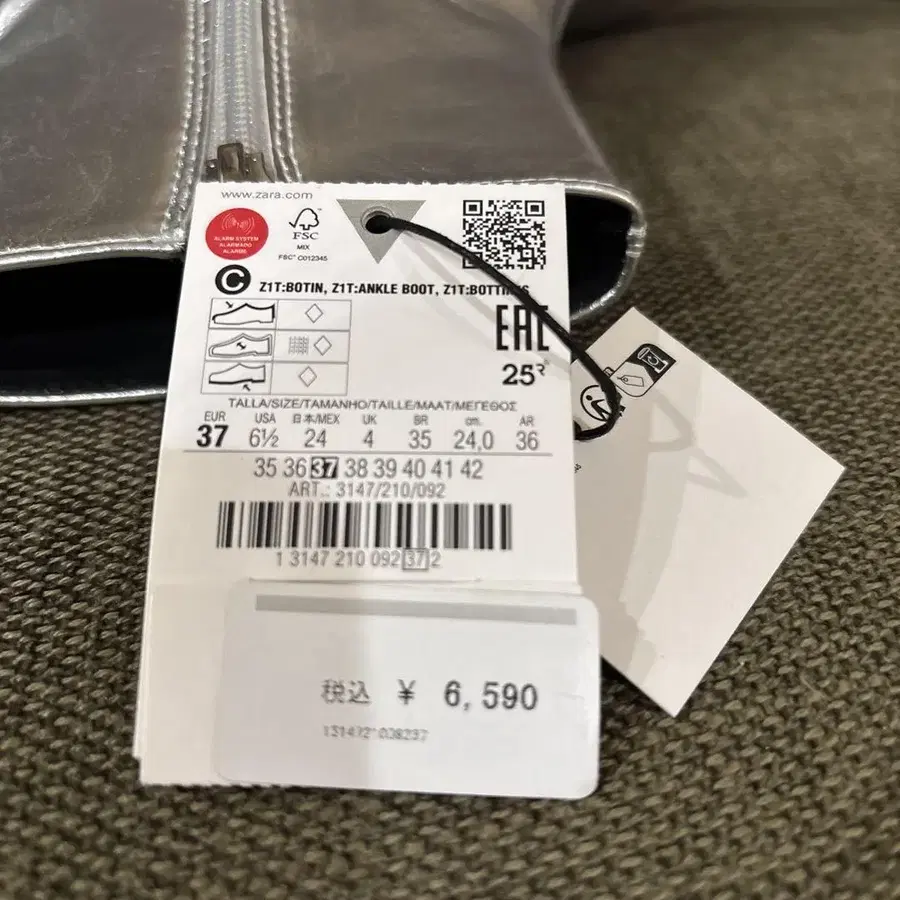 www.zara.com
ALARM SYSTEM
ALARMADO
ALARME
FSC
MIX
FSC® C012345
C Z1T:BOTIN, Z1T:ANKLE BOOT, Z1T:BOTTINES
EAC
25
TALLA/SIZE/TAMANHO/TAILLE/MAAT/ΜΕΓΕΘΟΣ
EUR USA 日本/MEX UK BR cm. AR
37 6½ 24 4 35 24,0 36
35 36 37 38 39 40 41 42
ART.: 3147/210/092
1 3147 210 092 37 2
税込 ¥ 6,590